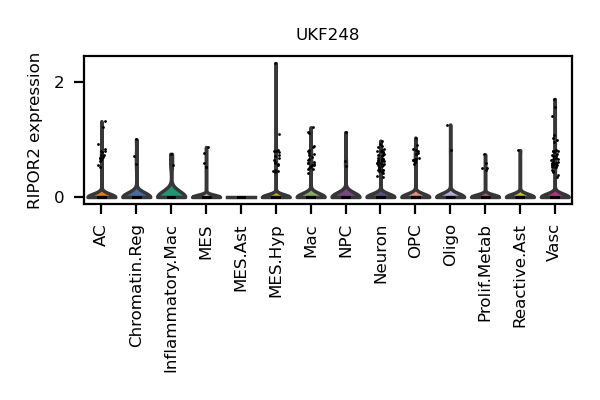 UKF248
RIPOR2 expression
2
0
AC
Chromatin.Reg
Inflammatory.Mac
MES
MES.Ast
MES.Hyp
Mac
NPC
Neuron
OPC
Oligo
Prolif.Metab
Reactive.Ast
Vasc